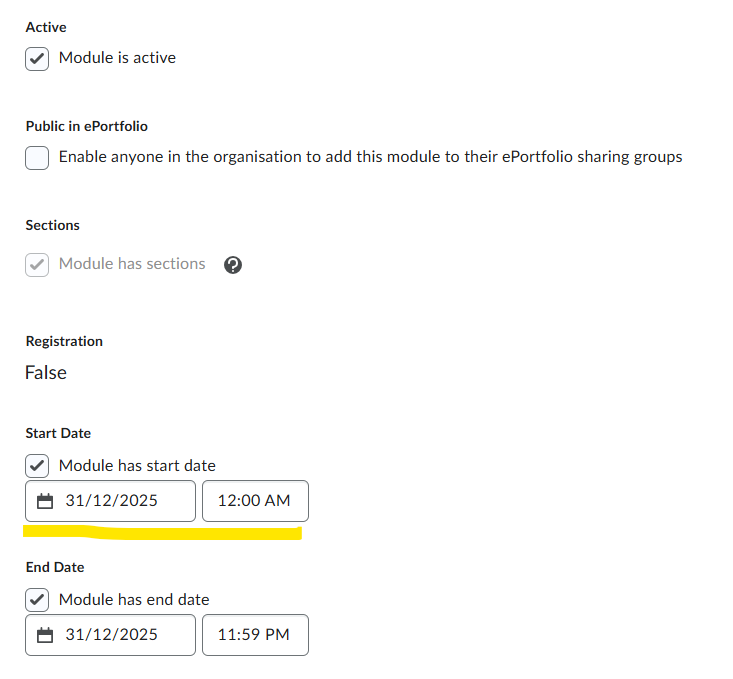 Active
Module is active
Public in ePortfolio
Enable anyone in the organisation to add this module to their ePortfolio sharing groups
Sections
Module has sections ?
Registration
False
Start Date
Module has start date
31/12/2025 12:00 AM
End Date
Module has end date
31/12/2025 11:59 PM